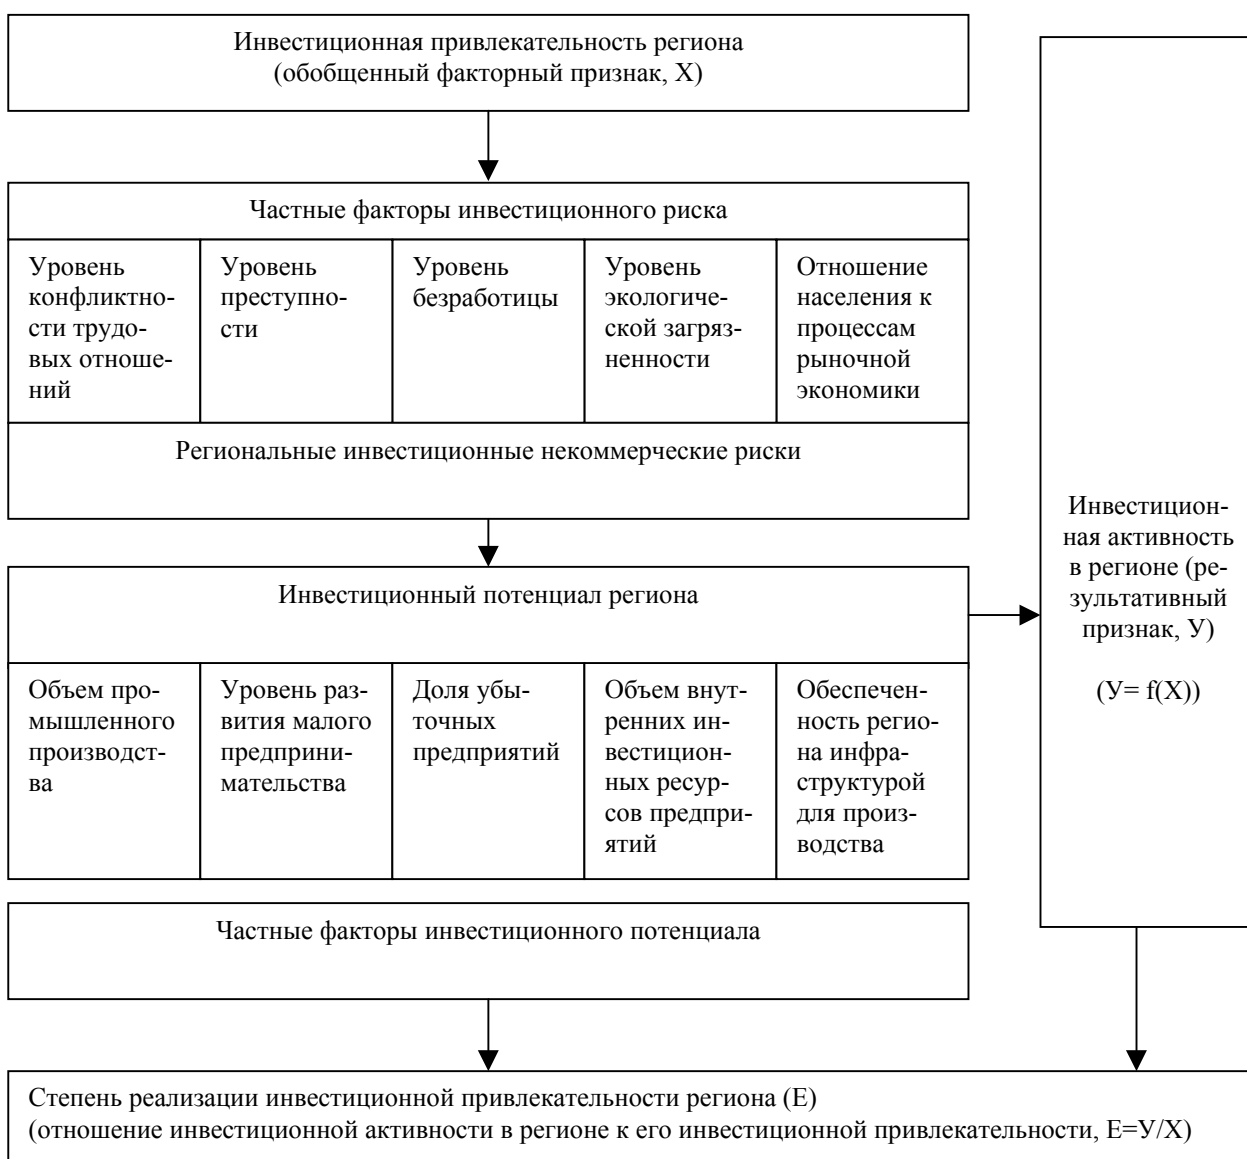 Инвестиционная привлекательность региона
(обобщенный факторный признак, X)
Частные факторы инвестиционного риска
Уровень
конфликтно-
сти трудо-
вых отноше-
ний
Уровень
преступно-
сти
Уровень
безработицы
Уровень
экологиче-
ской загряз-
ненности
Отношение
населения к
процессам
рыночной
экономики
Региональные инвестиционные некоммерческие риски
Инвестиционный потенциал региона
Объем про-
мышленного
производст-
ва
Уровень раз-
вития малого
предприни-
мательства
Доля убы-
точных
предприятий
Объем внут-
ренних ин-
вестицион-
ных ресур-
сов предпри-
ятий
Обеспечен-
ность регио-
на инфра-
структурой
для произ-
водства
Частные факторы инвестиционного потенциала
Инвестицион-
ная активность
в регионе (ре-
зультативный
признак, У)
(У= f(X))
Степень реализации инвестиционной привлекательности региона (Е)
(отношение инвестиционной активности в регионе к его инвестиционной привлекательности, Е=У/Х)